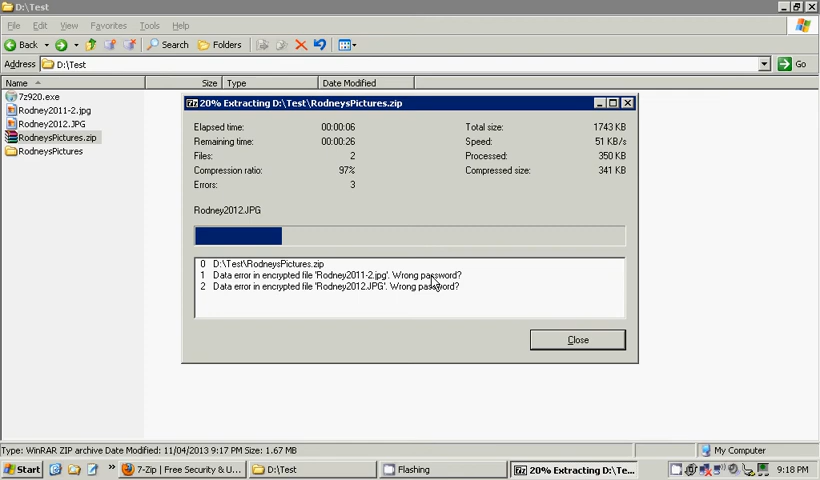 D:\Test
File Edit View Favorites Tools Help
Back Search Folders
Address D:\Test Go
Name Size Type Date Modified
7z920.exe
Rodney2011-2.jpg
Rodney2012.JPG
RodneysPictures.zip
RodneysPictures
20% Extracting D:\Test\RodneysPictures.zip
Elapsed time: 00:00:06 Total size: 1743 KB
Remaining time: 00:00:26 Speed: 51 KB/s
Files: 2 Processed: 350 KB
Compression ratio: 97% Compressed size: 341 KB
Errors: 3
Rodney2012.JPG
0 D:\Test\RodneysPictures.zip
1 Data error in encrypted file 'Rodney2011-2.jpg'. Wrong password?
2 Data error in encrypted file 'Rodney2012.JPG'. Wrong password?
Close
Type: WinRAR ZIP archive Date Modified: 11/04/2013 9:17 PM Size: 1.67 MB My Computer
Start » 7-Zip | Free Security & U... D:\Test Flashing 20% Extracting D:\Te... 9:18 PM